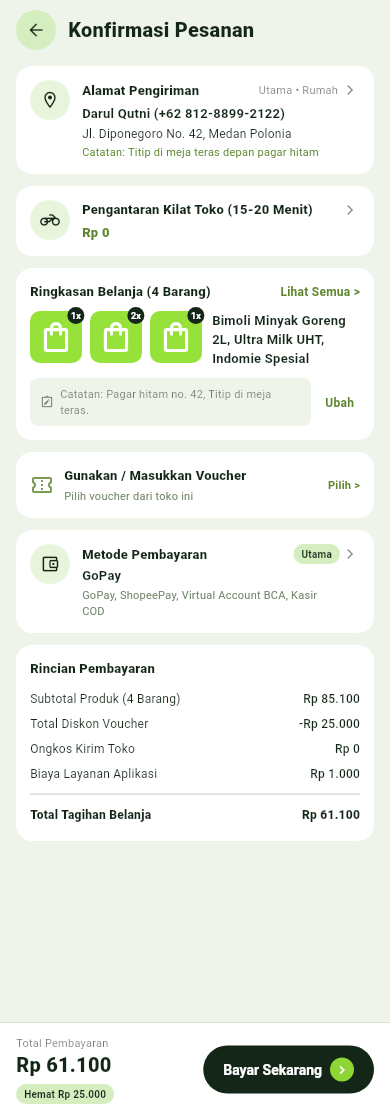 Konfirmasi Pesanan
Alamat Pengiriman
Utama • Rumah
Darul Qutni (+62 812-8899-2122)
Jl. Diponegoro No. 42, Medan Polonia
Catatan: Titip di meja teras depan pagar hitam
Pengantaran Kilat Toko (15-20 Menit)
Rp 0
Ringkasan Belanja (4 Barang)
Lihat Semua >
1x
2x
1x
Bimoli Minyak Goreng
2L, Ultra Milk UHT,
Indomie Spesial
Catatan: Pagar hitam no. 42, Titip di meja
teras.
Ubah
Gunakan / Masukkan Voucher
Pilih voucher dari toko ini
Pilih >
Metode Pembayaran
Utama
GoPay
GoPay, ShopeePay, Virtual Account BCA, Kasir
COD
Rincian Pembayaran
Subtotal Produk (4 Barang) Rp 85.100
Total Diskon Voucher -Rp 25.000
Ongkos Kirim Toko Rp 0
Biaya Layanan Aplikasi Rp 1.000
Total Tagihan Belanja Rp 61.100
Total Pembayaran
Rp 61.100
Hemat Rp 25.000
Bayar Sekarang